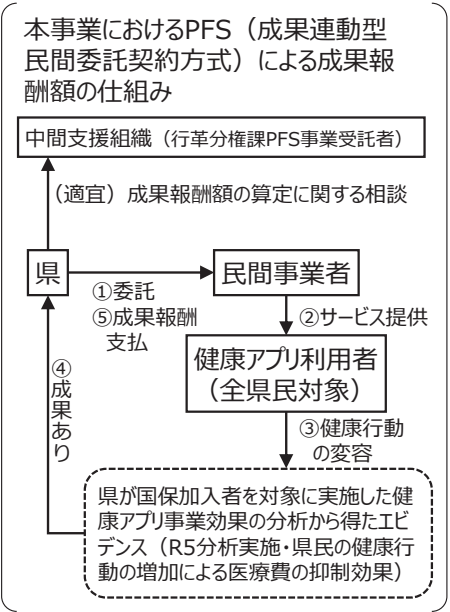 本事業におけるPFS（成果連動型
民間委託契約方式）による成果報
酬額の仕組み
中間支援組織（行革分権課PFS事業受託者）
（適宜）成果報酬額の算定に関する相談
県
民間事業者
①委託
⑤成果報酬
支払
②サービス提供
健康アプリ利用者
（全県民対象）
④成果あり
③健康行動
の変容
県が国保加入者を対象に実施した健
康アプリ事業効果の分析から得たエビ
デンス（R5分析実施・県民の健康行
動の増加による医療費の抑制効果）